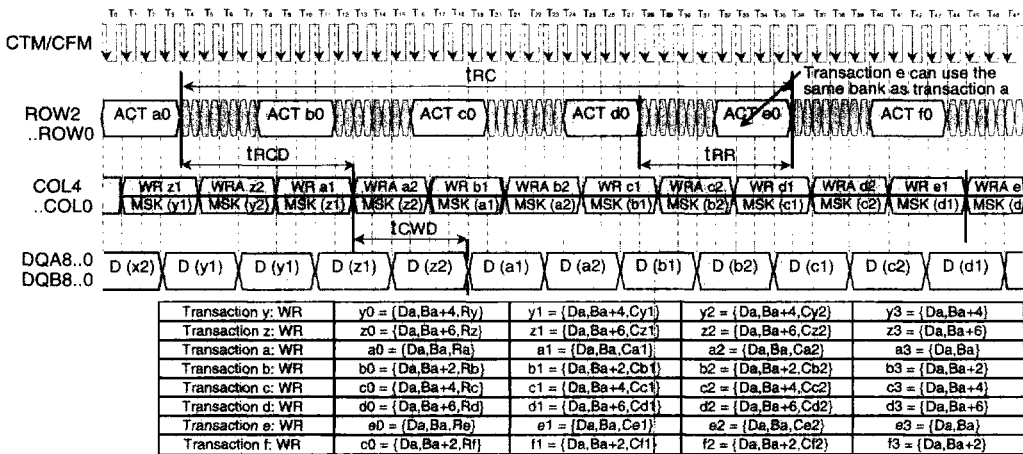 CTM/CFM
tRC
Transaction e can use the
same bank as transaction a
ROW2
..ROW0
ACT a0 ACT b0 ACT c0 ACT d0 ACT e0 ACT f0
tRCD tRR
COL4
..COL0
WR z1 WRA z2 WR a1 WRA a2 WR b1 WRA b2 WR c1 WRA c2 WR d1 WRA d2 WR e1 WRA e
MSK (y1) MSK (y2) MSK (z1) MSK (z2) MSK (a1) MSK (a2) MSK (b1) MSK (b2) MSK (c1) MSK (c2) MSK (d1) MSK (d
tCWD
DQA8..0
DQB8..0
D (x2) D (y1) D (y1) D (z1) D (z2) D (a1) D (a2) D (b1) D (b2) D (c1) D (c2) D (d1)
Transaction y: WR y0 = {Da,Ba+4,Ry} y1 = {Da,Ba+4,Cy1} y2 = {Da,Ba+4,Cy2} y3 = {Da,Ba+4}
Transaction z: WR z0 = {Da,Ba+6,Rz} z1 = {Da,Ba+6,Cz1} z2 = {Da,Ba+6,Cz2} z3 = {Da,Ba+6}
Transaction a: WR a0 = {Da,Ba,Ra} a1 = {Da,Ba,Ca1} a2 = {Da,Ba,Ca2} a3 = {Da,Ba}
Transaction b: WR b0 = {Da,Ba+2,Rb} b1 = {Da,Ba+2,Cb1} b2 = {Da,Ba+2,Cb2} b3 = {Da,Ba+2}
Transaction c: WR c0 = {Da,Ba+4,Rc} c1 = {Da,Ba+4,Cc1} c2 = {Da,Ba+4,Cc2} c3 = {Da,Ba+4}
Transaction d: WR d0 = {Da,Ba+6,Rd} d1 = {Da,Ba+6,Cd1} d2 = {Da,Ba+6,Cd2} d3 = {Da,Ba+6}
Transaction e: WR e0 = {Da,Ba,Re} e1 = {Da,Ba,Ce1} e2 = {Da,Ba,Ce2} e3 = {Da,Ba}
Transaction f: WR c0 = {Da,Ba+2,Rf} f1 = {Da,Ba+2,Cf1} f2 = {Da,Ba+2,Cf2} f3 = {Da,Ba+2}